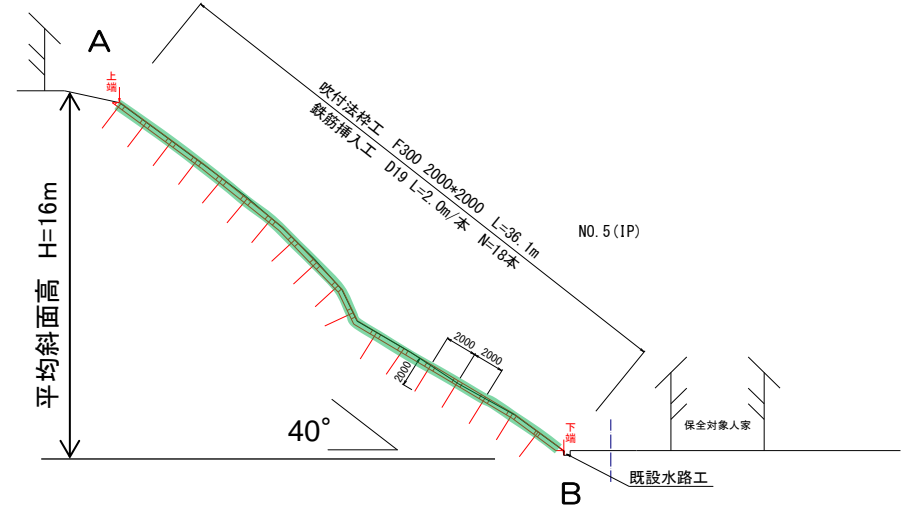 A
上端
吹付法枠工 F300 2000*2000 L=36.1m
鉄筋挿入工 D19 L=2.0m/本 N=18本
NO.5(IP)
平均斜面高 H=16m
2000
2000
2000
40°
下端
保全対象人家
既設水路工
B